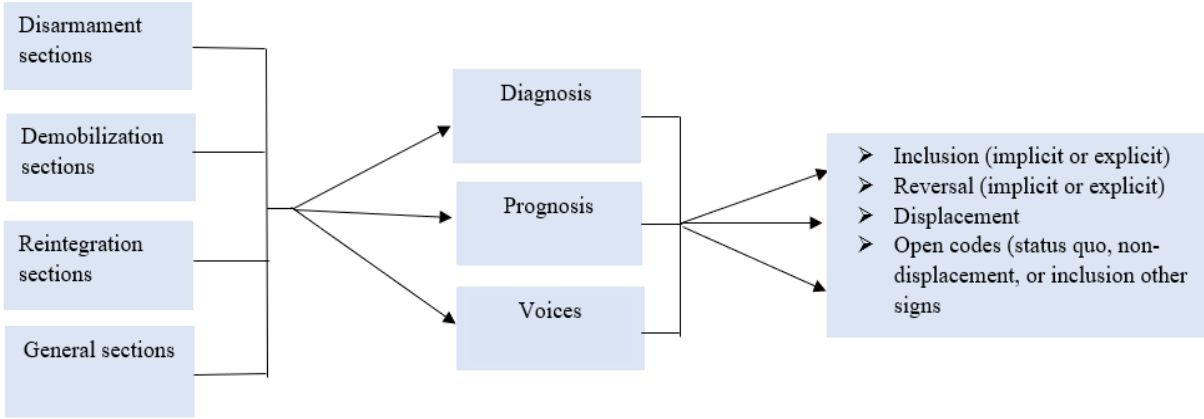 Disarmament
sections
Demobilization
sections
Reintegration
sections
General sections
Diagnosis
Prognosis
Voices
➢ Inclusion (implicit or explicit)
➢ Reversal (implicit or explicit)
➢ Displacement
➢ Open codes (status quo, non-
displacement, or inclusion other
signs